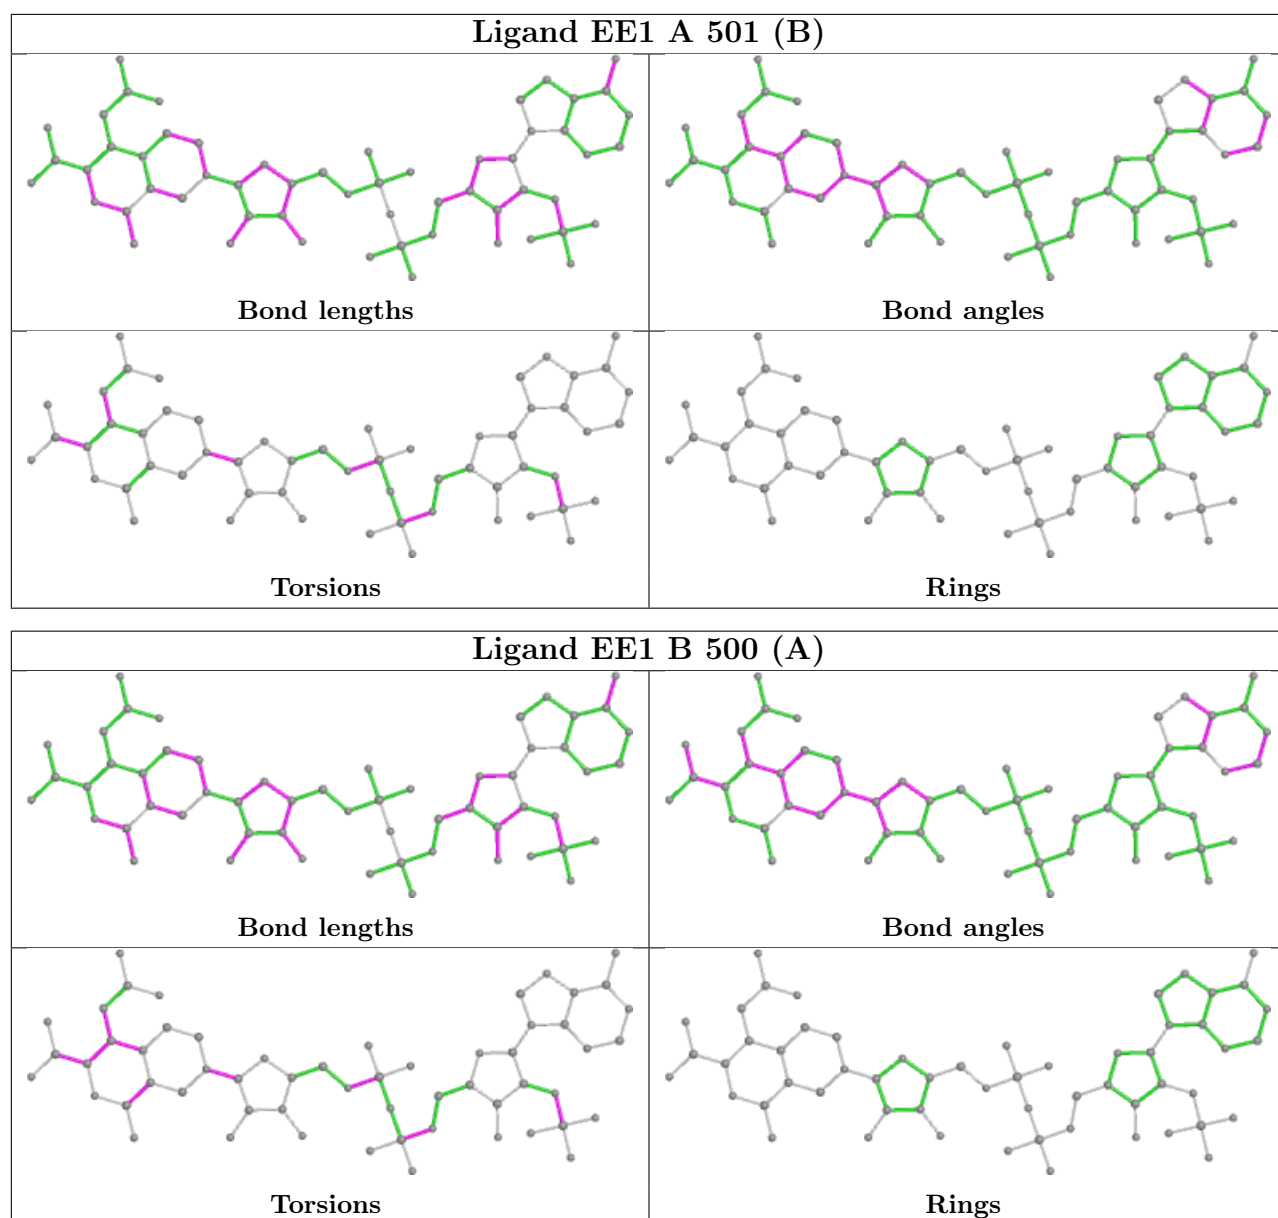 Ligand EE1 A 501 (B)
Bond lengths
Bond angles
Torsions
Rings
Ligand EE1 B 500 (A)
Bond lengths
Bond angles
Torsions
Rings